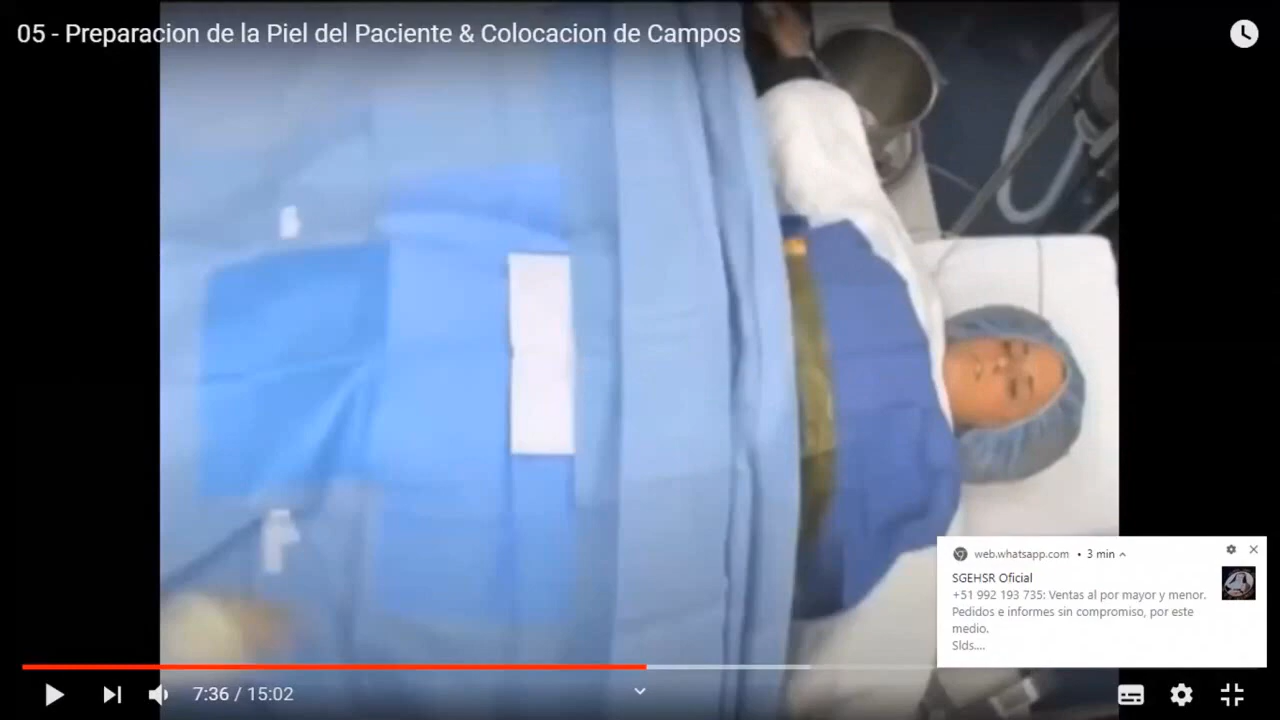 05 - Preparacion de la Piel del Paciente & Colocacion de Campos
web.whatsapp.com • 3 min
SGEHSR Oficial
+51 992 193 735: Ventas al por mayor y menor.
Pedidos e informes sin compromiso, por este
medio.
Slds....
7:36 / 15:02